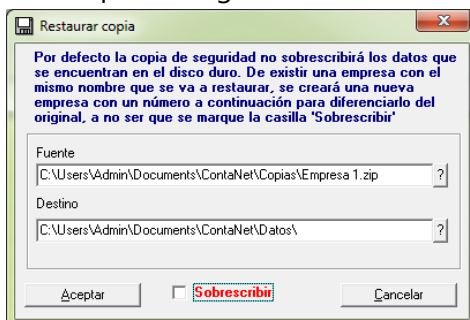 Restaurar copia
Por defecto la copia de seguridad no sobrescribirá los datos que
se encuentran en el disco duro. De existir una empresa con el
mismo nombre que se va a restaurar, se creará una nueva
empresa con un número a continuación para diferenciarlo del
original, a no ser que se marque la casilla 'Sobrescribir'
Fuente
C:\Users\Admin\Documents\ContaNet\Copias\Empresa 1.zip ?
Destino
C:\Users\Admin\Documents\ContaNet\Datos\ ?
Aceptar Sobrescribir Cancelar